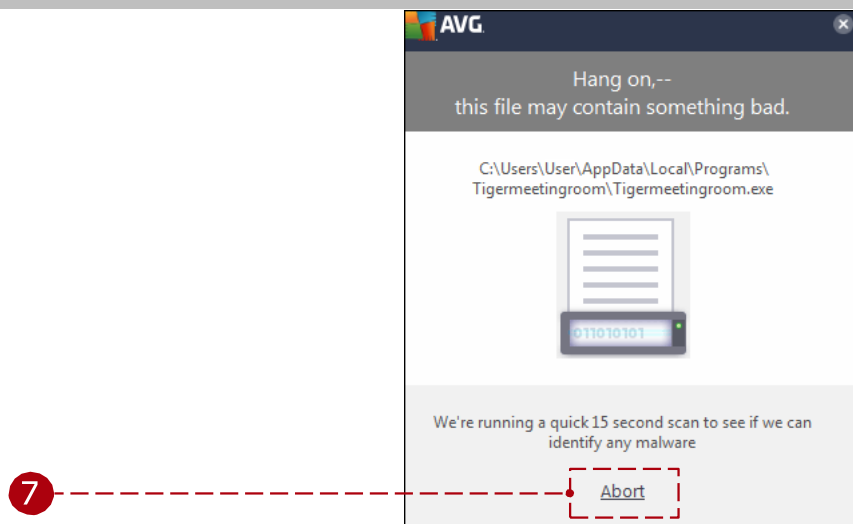 AVG.
Hang on,--
this file may contain something bad.
C:\Users\User\AppData\Local\Programs\
Tigermeetingroom\Tigermeetingroom.exe
011010101
We're running a quick 15 second scan to see if we can
identify any malware
7
Abort